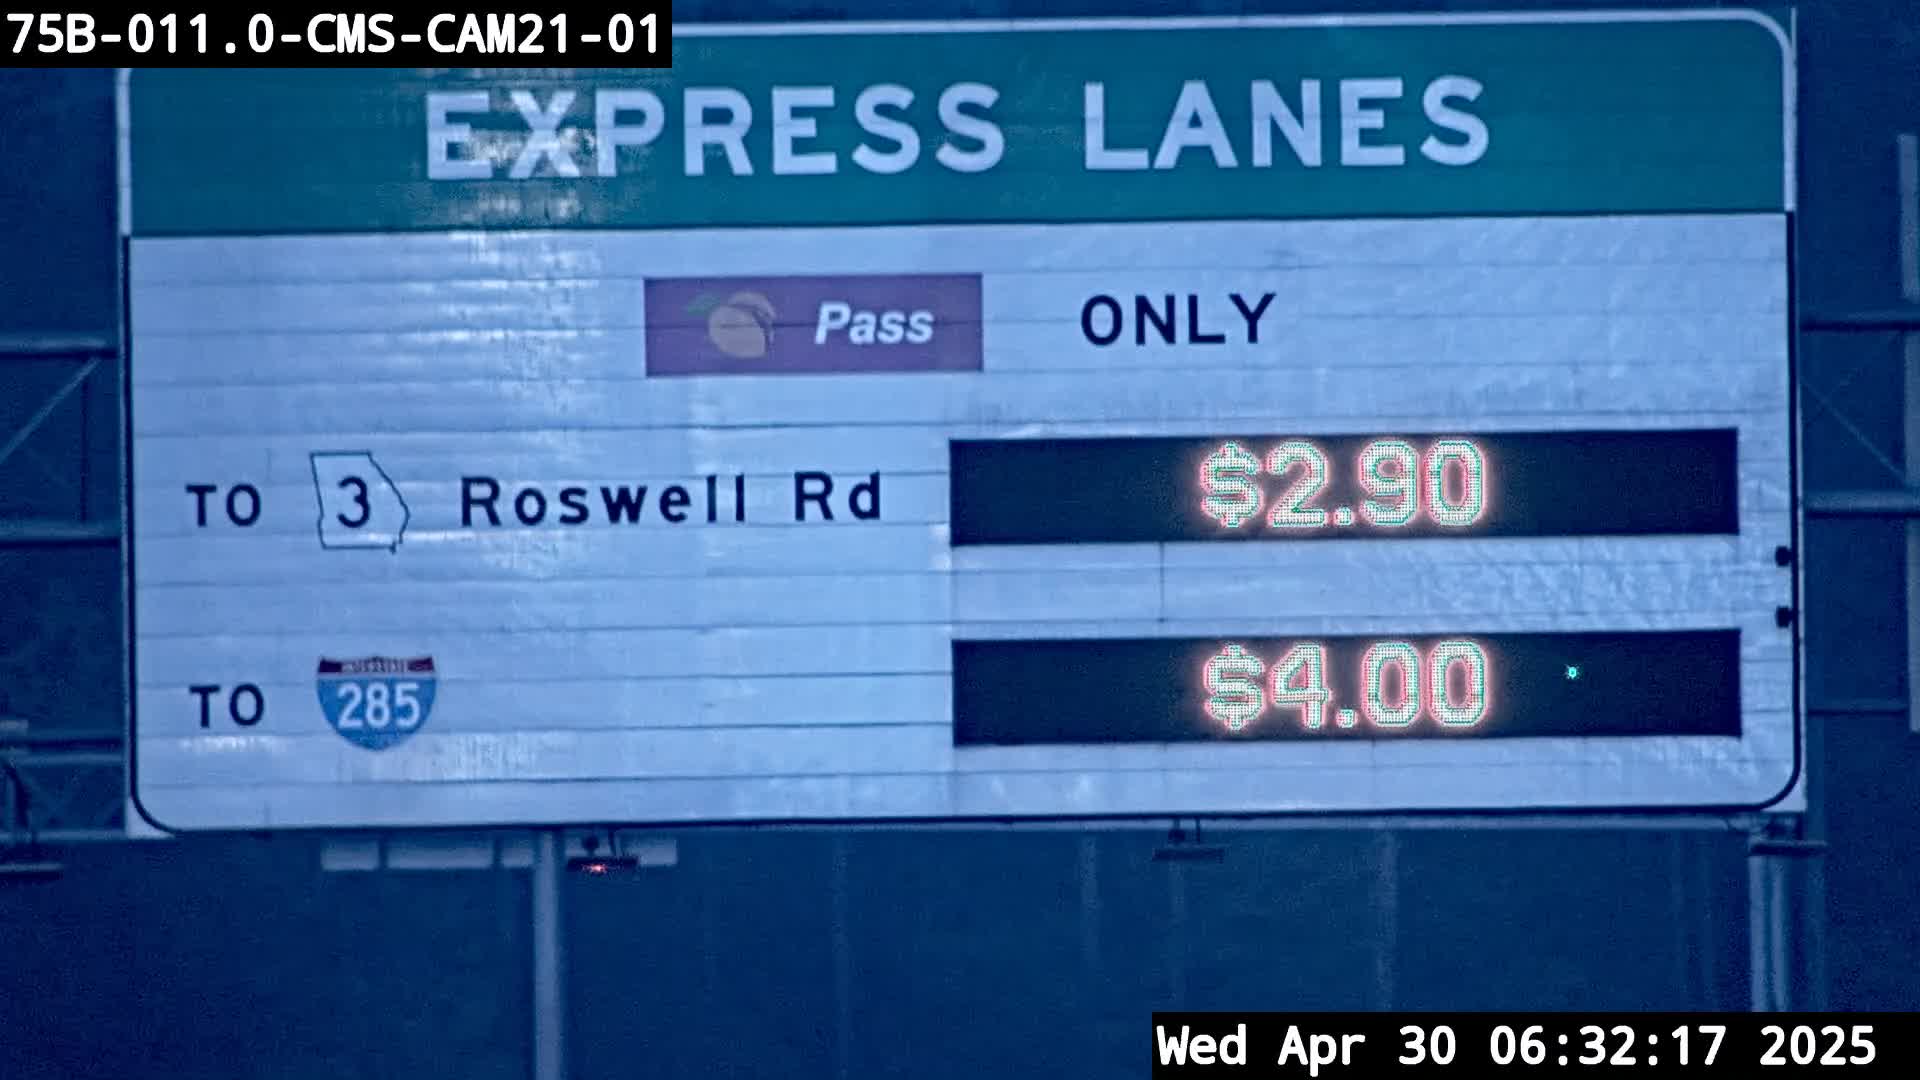 75B-011.0-CMS-CAM21-01
EXPRESS LANES
Pass ONLY
TO 3 Roswell Rd $2.90
TO 285 $4.00
Wed Apr 30 06:32:17 2025